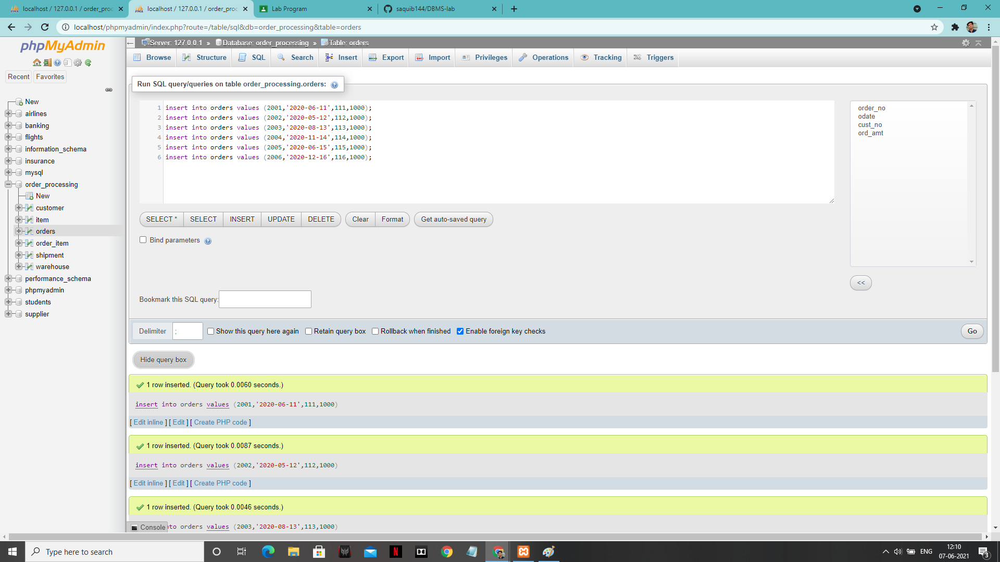 localhost / 127.0.0.1 / order_proc
localhost / 127.0.0.1 / order_proc
Lab Program
saquib144/DBMS-lab
localhost/phpmyadmin/index.php?route=/table/sql&db=order_processing&table=orders
phpMyAdmin
Recent
Favorites
New
airlines
banking
flights
information_schema
insurance
mysql
order_processing
New
customer
item
orders
order_item
shipment
warehouse
performance_schema
phpmyadmin
students
supplier
Server: 127.0.0.1 » Database: order_processing » Table: orders
Browse
Structure
SQL
Search
Insert
Export
Import
Privileges
Operations
Tracking
Triggers
Run SQL query/queries on table order_processing.orders:
1 insert into orders values (2001,'2020-06-11',111,1000);
2 insert into orders values (2002,'2020-05-12',112,1000);
3 insert into orders values (2003,'2020-08-13',113,1000);
4 insert into orders values (2004,'2020-11-14',114,1000);
5 insert into orders values (2005,'2020-06-15',115,1000);
6 insert into orders values (2006,'2020-12-16',116,1000);
order_no
odate
cust_no
ord_amt
SELECT *
SELECT
INSERT
UPDATE
DELETE
Clear
Format
Get auto-saved query
Bind parameters
<<
Bookmark this SQL query:
Delimiter ; Show this query here again Retain query box Rollback when finished Enable foreign key checks
Go
Hide query box
1 row inserted. (Query took 0.0060 seconds.)
insert into orders values (2001,'2020-06-11',111,1000)
[ Edit inline ] [ Edit ] [ Create PHP code ]
1 row inserted. (Query took 0.0087 seconds.)
insert into orders values (2002,'2020-05-12',112,1000)
[ Edit inline ] [ Edit ] [ Create PHP code ]
1 row inserted. (Query took 0.0046 seconds.)
Console nto orders values (2003,'2020-08-13',113,1000)
Type here to search
ENG
12:10
07-06-2021
3